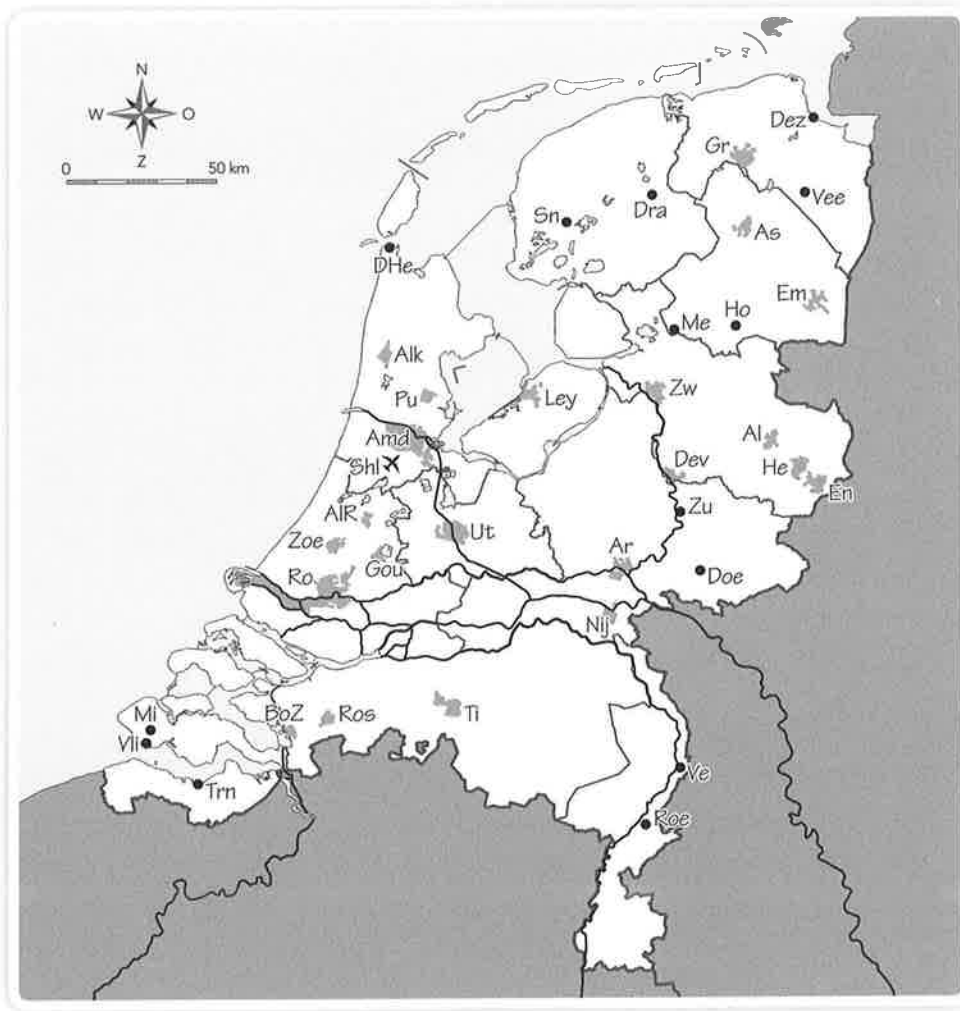 N
W O
Z
0 50 km
Dez
Gr
Vee
Dra
Sn
As
DHe
Em
Ho
Me
Alk
Pu
Ley
Zw
Amd
Al
Shl
Dev
He
En
Zu
AlR
Ut
Zoe
Gou
Ar
Ro
Doe
Nij
BoZ
Ros
Ti
Mi
Vli
Trn
Ve
Roe